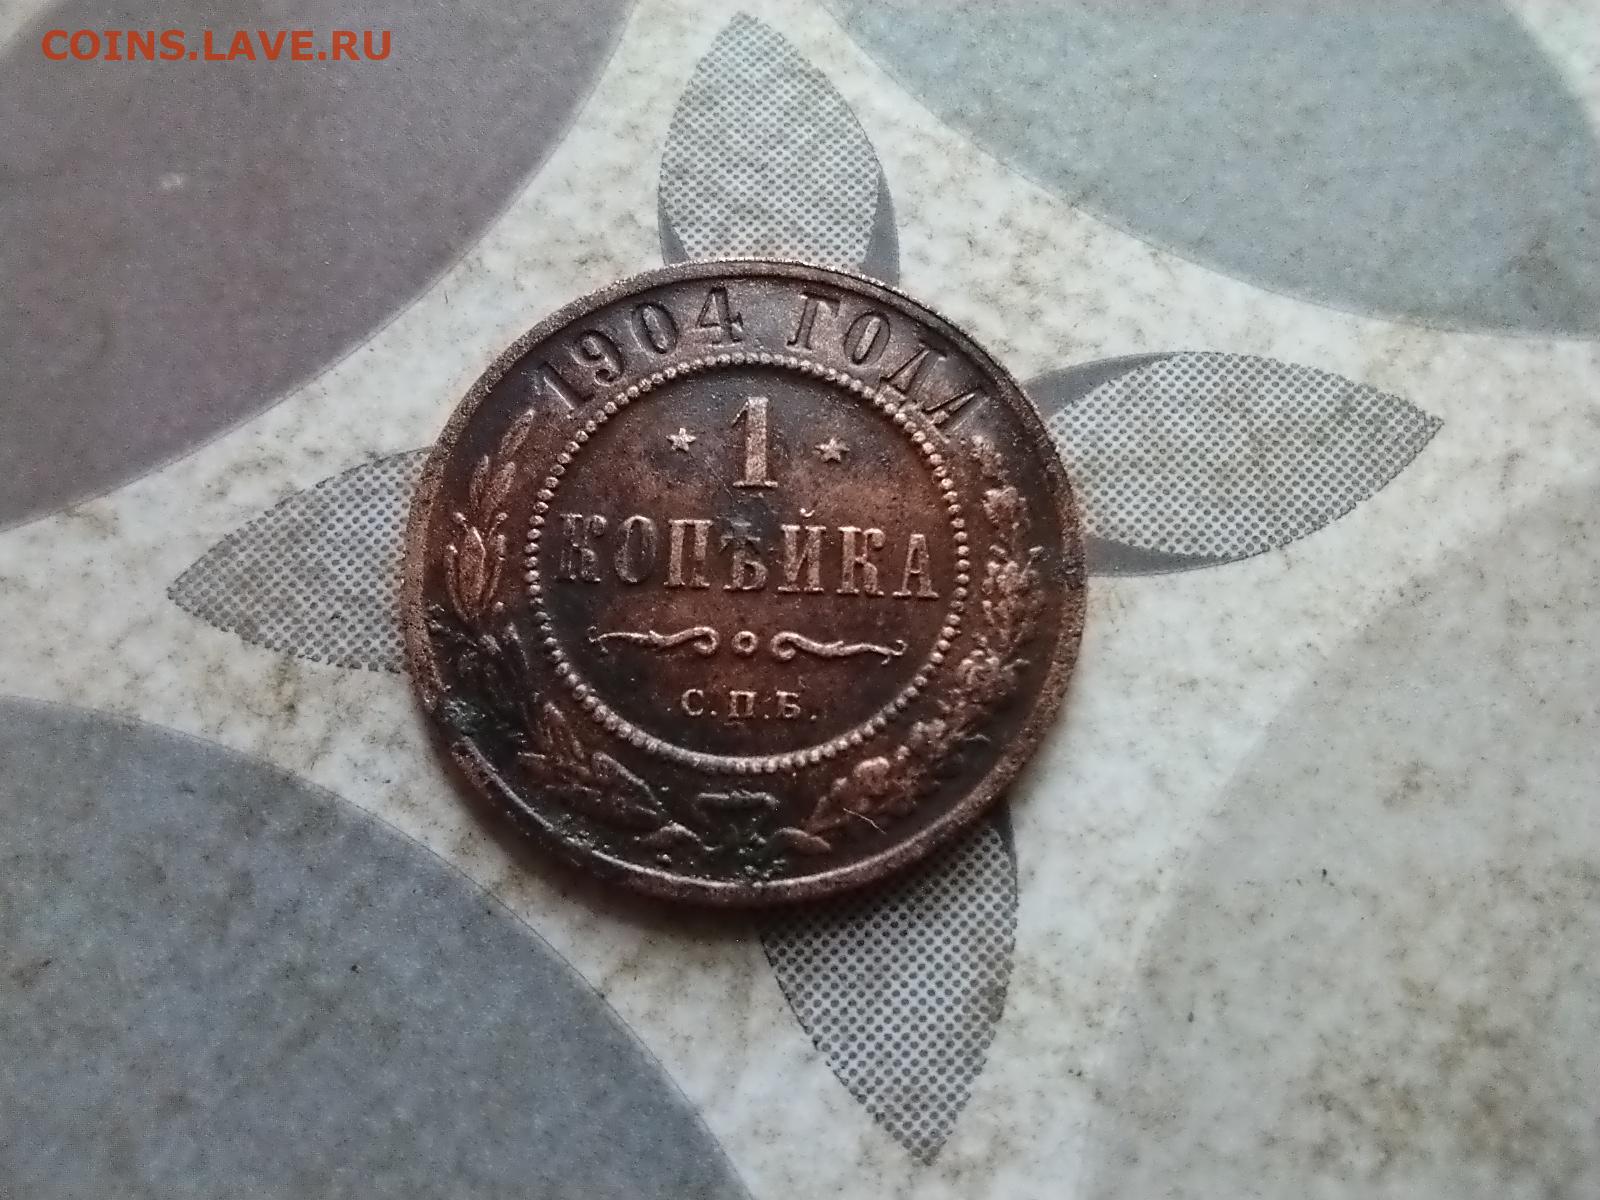 COINS.LAVE.RU
1904 ГОДА
1
КОПѢЙКА
С.П.Б.